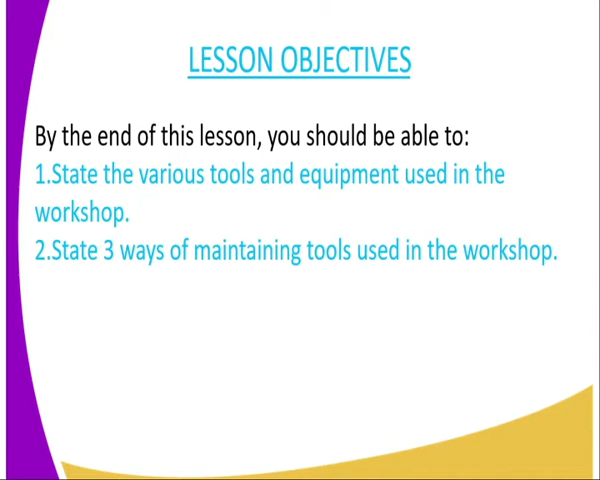 LESSON OBJECTIVES
By the end of this lesson, you should be able to:
1.State the various tools and equipment used in the
workshop.
2.State 3 ways of maintaining tools used in the workshop.